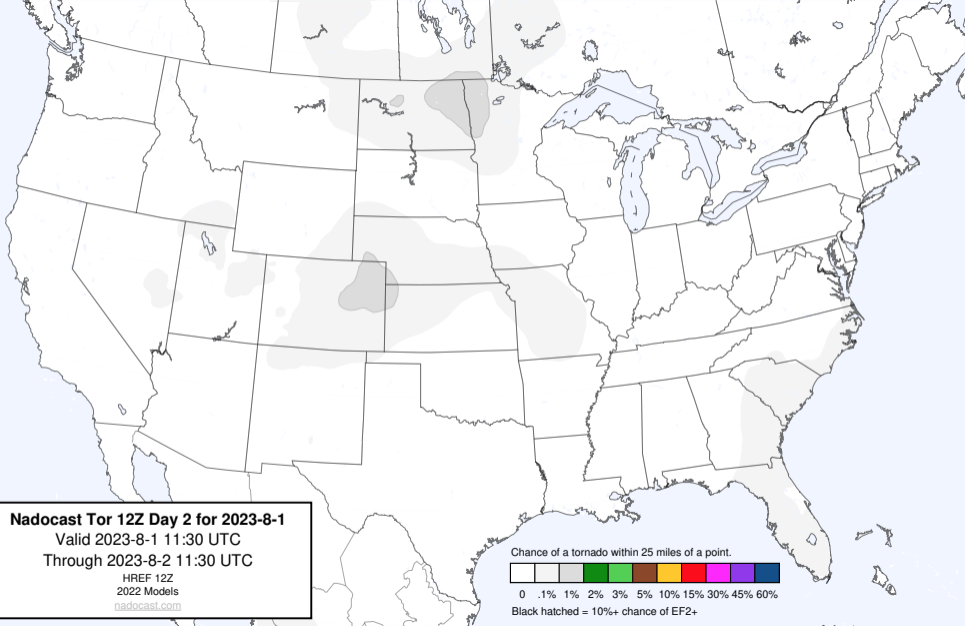 Nadocast Tor 12Z Day 2 for 2023-8-1
Valid 2023-8-1 11:30 UTC
Through 2023-8-2 11:30 UTC
HREF 12Z
2022 Models
nadocast.com
Chance of a tornado within 25 miles of a point.
0 .1% 1% 2% 3% 5% 10% 15% 30% 45% 60%
Black hatched = 10%+ chance of EF2+